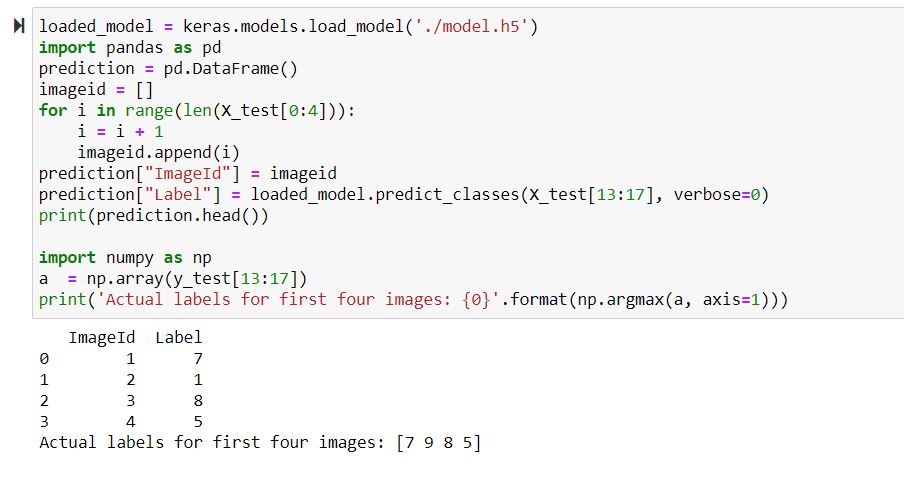 loaded_model = keras.models.load_model('./model.h5')
import pandas as pd
prediction = pd.DataFrame()
imageid = []
for i in range(len(X_test[0:4])):
    i = i + 1
    imageid.append(i)
prediction["ImageId"] = imageid
prediction["Label"] = loaded_model.predict_classes(X_test[13:17], verbose=0)
print(prediction.head())

import numpy as np
a  = np.array(y_test[13:17])
print('Actual labels for first four images: {0}'.format(np.argmax(a, axis=1)))
   ImageId  Label
0        1      7
1        2      1
2        3      8
3        4      5
Actual labels for first four images: [7 9 8 5]